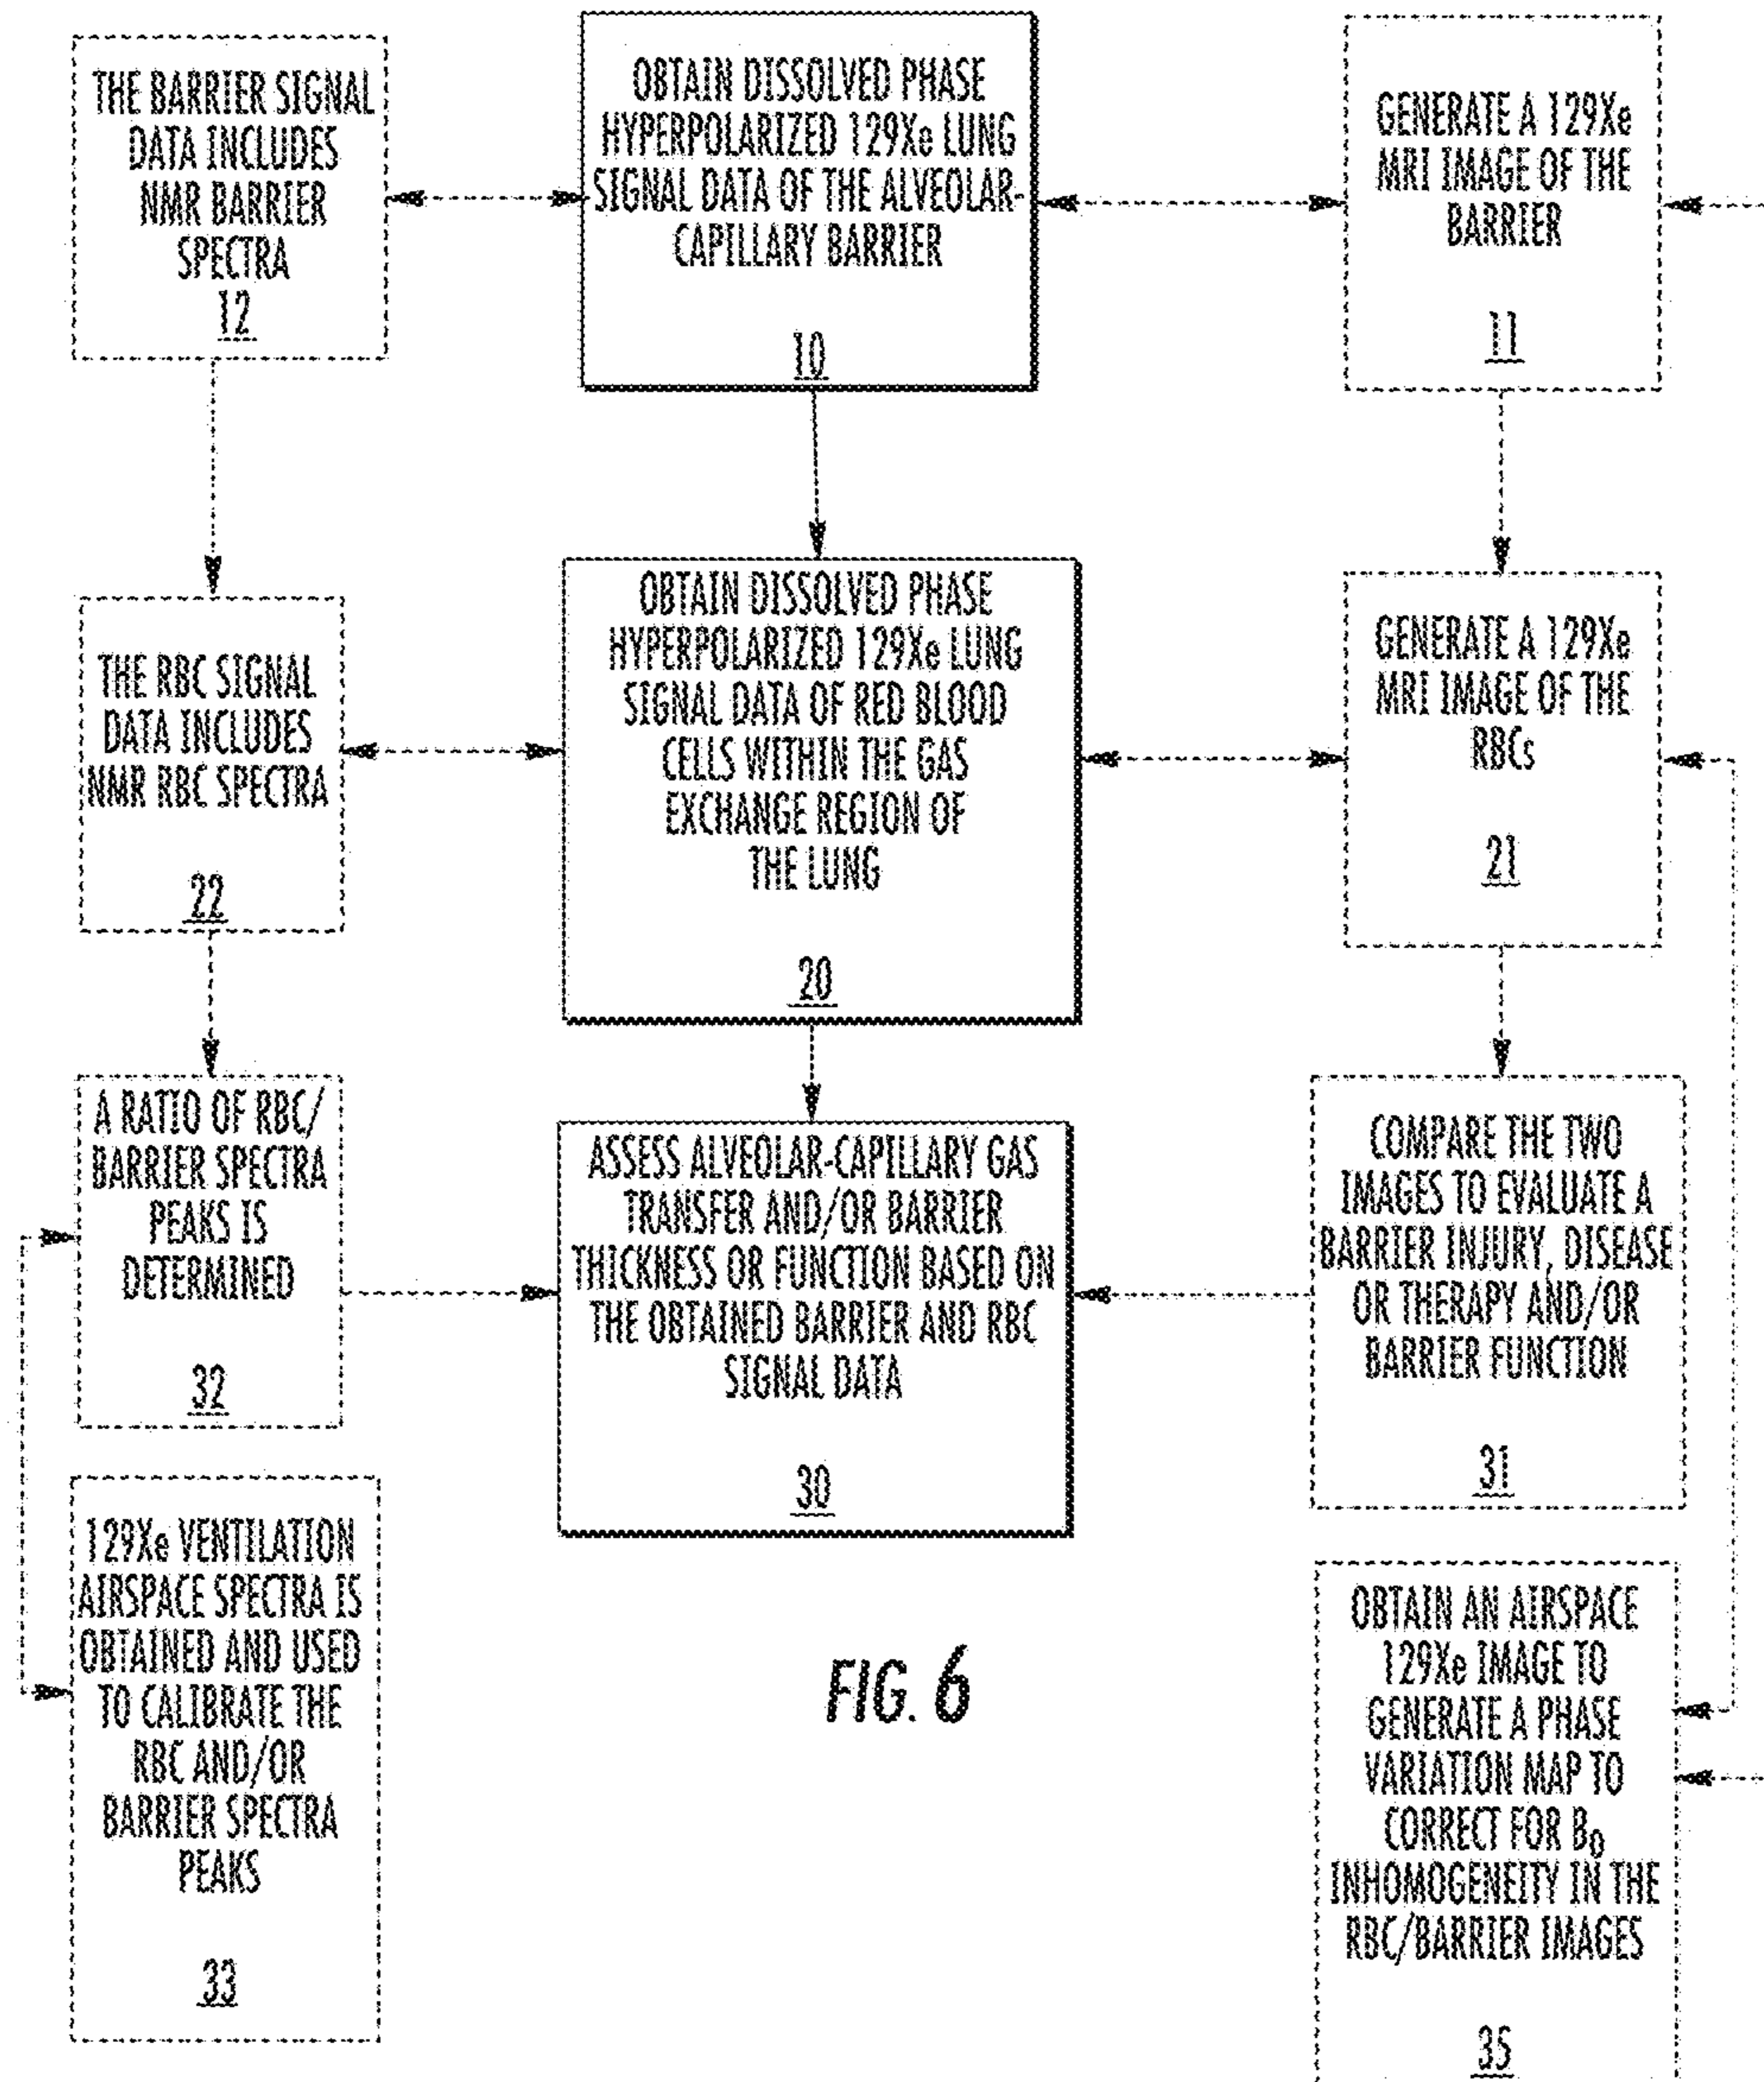 THE BARRIER SIGNAL
DATA INCLUDES
NMR BARRIER
SPECTRA
12
OBTAIN DISSOLVED PHASE
HYPERPOLARIZED 129Xe LUNG
SIGNAL DATA OF THE ALVEOLAR-
CAPILLARY BARRIER
10
GENERATE A 129Xe
MRI IMAGE OF THE
BARRIER
11
THE RBC SIGNAL
DATA INCLUDES
NMR RBC SPECTRA
22
OBTAIN DISSOLVED PHASE
HYPERPOLARIZED 129Xe LUNG
SIGNAL DATA OF RED BLOOD
CELLS WITHIN THE GAS
EXCHANGE REGION OF
THE LUNG
20
GENERATE A 129Xe
MRI IMAGE OF THE
RBCs
21
A RATIO OF RBC/
BARRIER SPECTRA
PEAKS IS
DETERMINED
32
ASSESS ALVEOLAR-CAPILLARY GAS
TRANSFER AND/OR BARRIER
THICKNESS OR FUNCTION BASED ON
THE OBTAINED BARRIER AND RBC
SIGNAL DATA
30
COMPARE THE TWO
IMAGES TO EVALUATE A
BARRIER INJURY, DISEASE
OR THERAPY AND/OR
BARRIER FUNCTION
31
129Xe VENTILATION
AIRSPACE SPECTRA IS
OBTAINED AND USED
TO CALIBRATE THE
RBC AND/OR
BARRIER SPECTRA
PEAKS
33
FIG. 6
OBTAIN AN AIRSPACE
129Xe IMAGE TO
GENERATE A PHASE
VARIATION MAP TO
CORRECT FOR B0
INHOMOGENEITY IN THE
RBC/BARRIER IMAGES
35